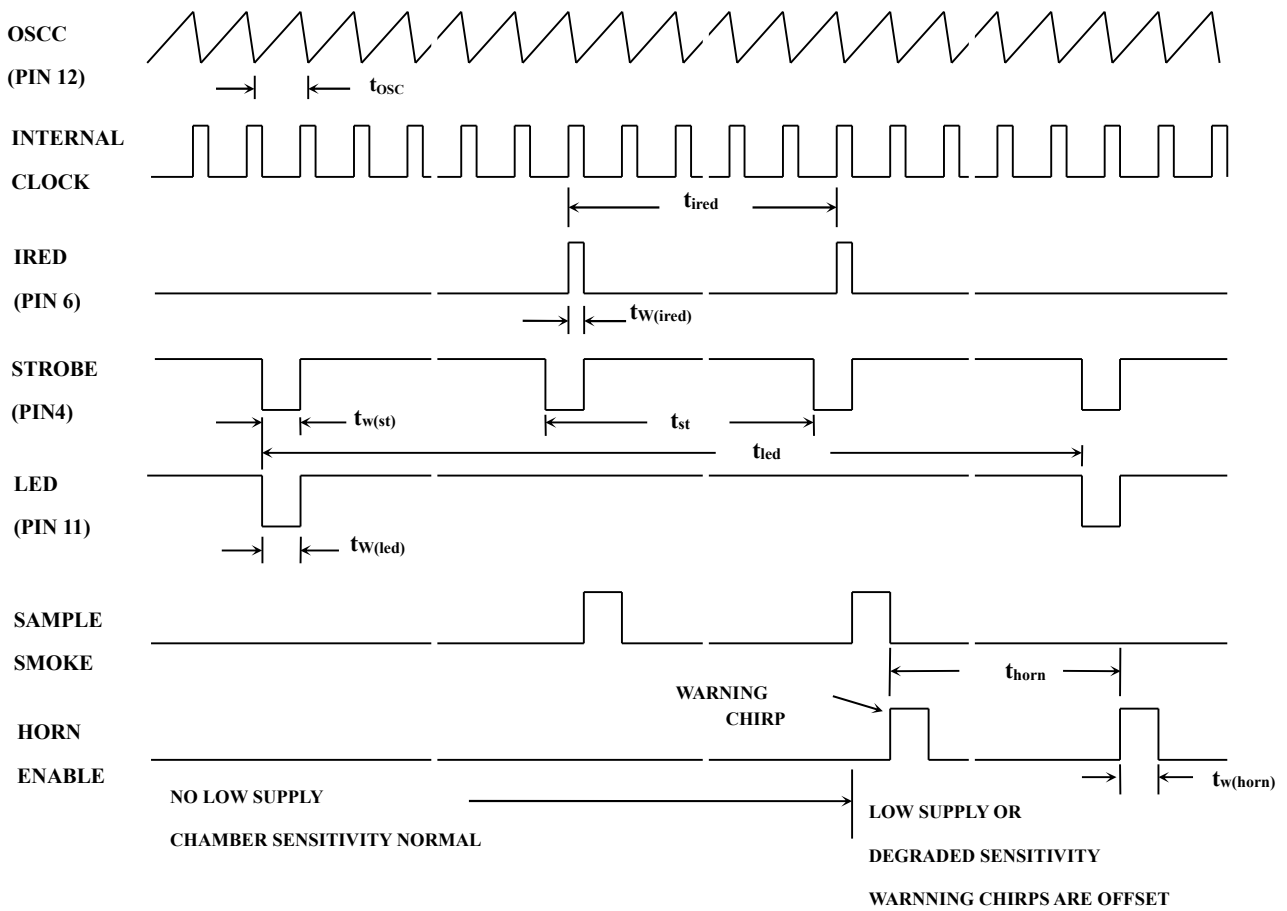 OSCC
(PIN 12)
tOSC
INTERNAL
CLOCK
tired
IRED
(PIN 6)
tW(ired)
STROBE
(PIN4)
tw(st)
tst
tled
LED
(PIN 11)
tW(led)
SAMPLE
SMOKE
thorn
WARNING
CHIRP
HORN
ENABLE
tw(horn)
NO LOW SUPPLY
CHAMBER SENSITIVITY NORMAL
LOW SUPPLY OR
DEGRADED SENSITIVITY
WARNNING CHIRPS ARE OFFSET